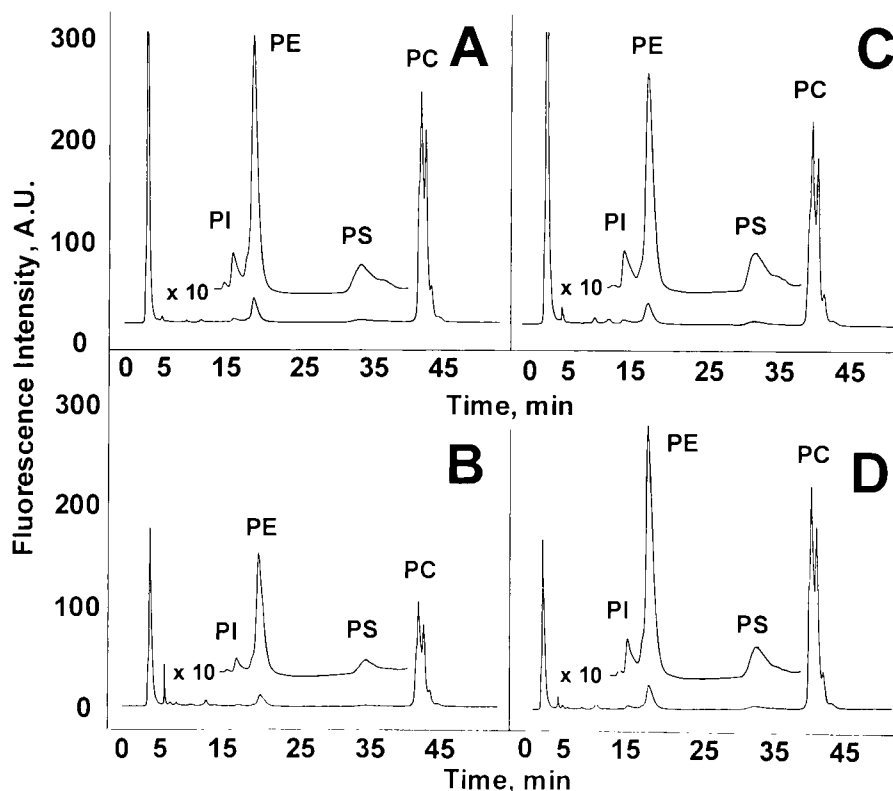 Fluorescence Intensity, A.U.
300
200
100
0
A
PE
PC
PI
PS
x 10
0 5 15 25 35 45
C
PE
PC
PI
PS
x 10
0 5 15 25 35 45
Time, min
300
200
100
0
B
PE
PC
PI
PS
x 10
0 5 15 25 35 45
D
PE
PC
PI
PS
x 10
0 5 15 25 35 45
Time, min